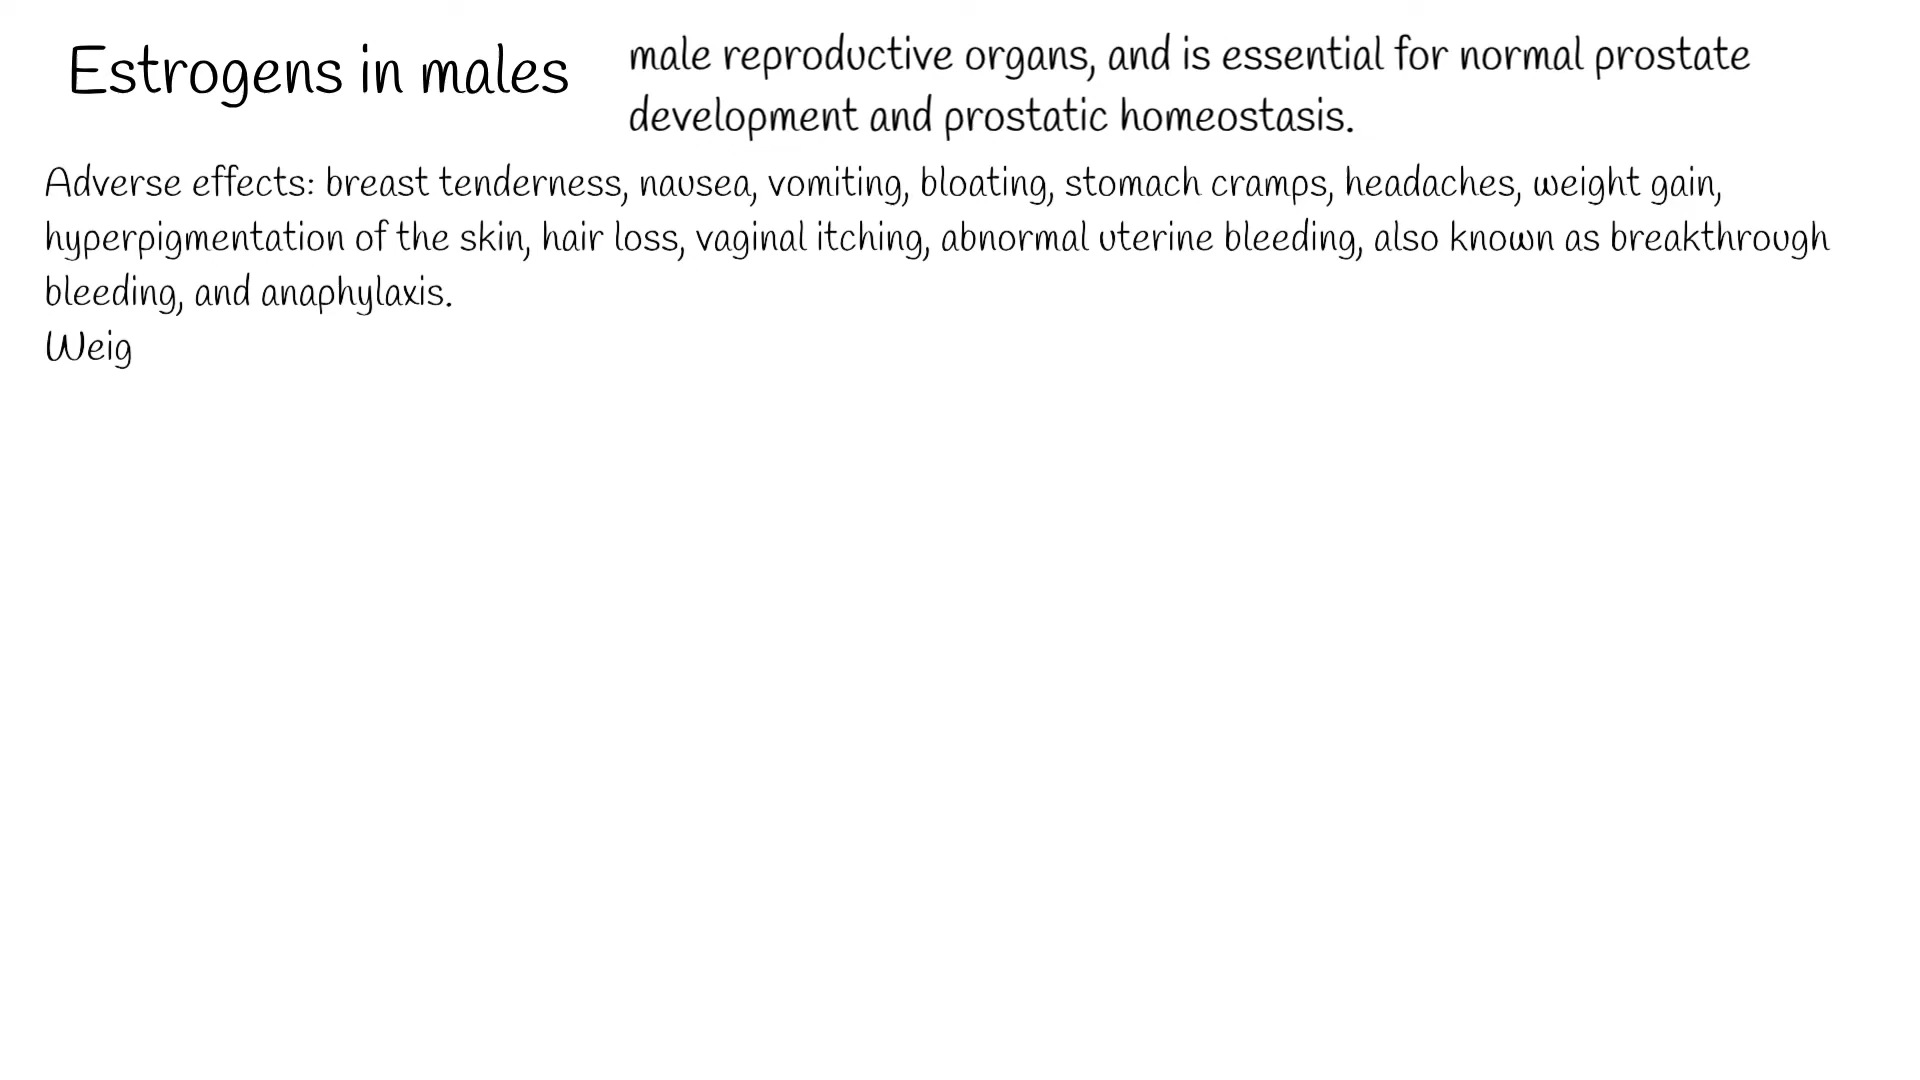 Estrogens in males
male reproductive organs, and is essential for normal prostate
development and prostatic homeostasis.
Adverse effects: breast tenderness, nausea, vomiting, bloating, stomach cramps, headaches, weight gain,
hyperpigmentation of the skin, hair loss, vaginal itching, abnormal uterine bleeding, also known as breakthrough
bleeding, and anaphylaxis.
Weig